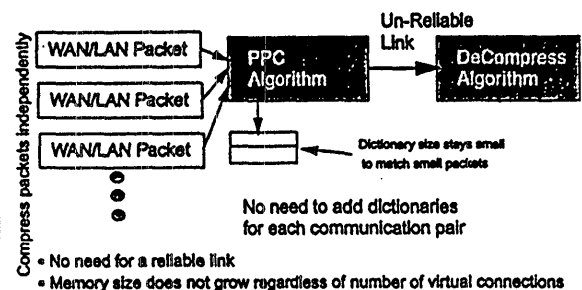 Compress packets independently
WAN/LAN Packet
WAN/LAN Packet
WAN/LAN Packet
PPC
Algorithm
Un-Reliable
Link
DeCompress
Algorithm
Dictionary size stays small
to match small packets
No need to add dictionaries
for each communication pair
• No need for a reliable link
• Memory size does not grow regardless of number of virtual connections